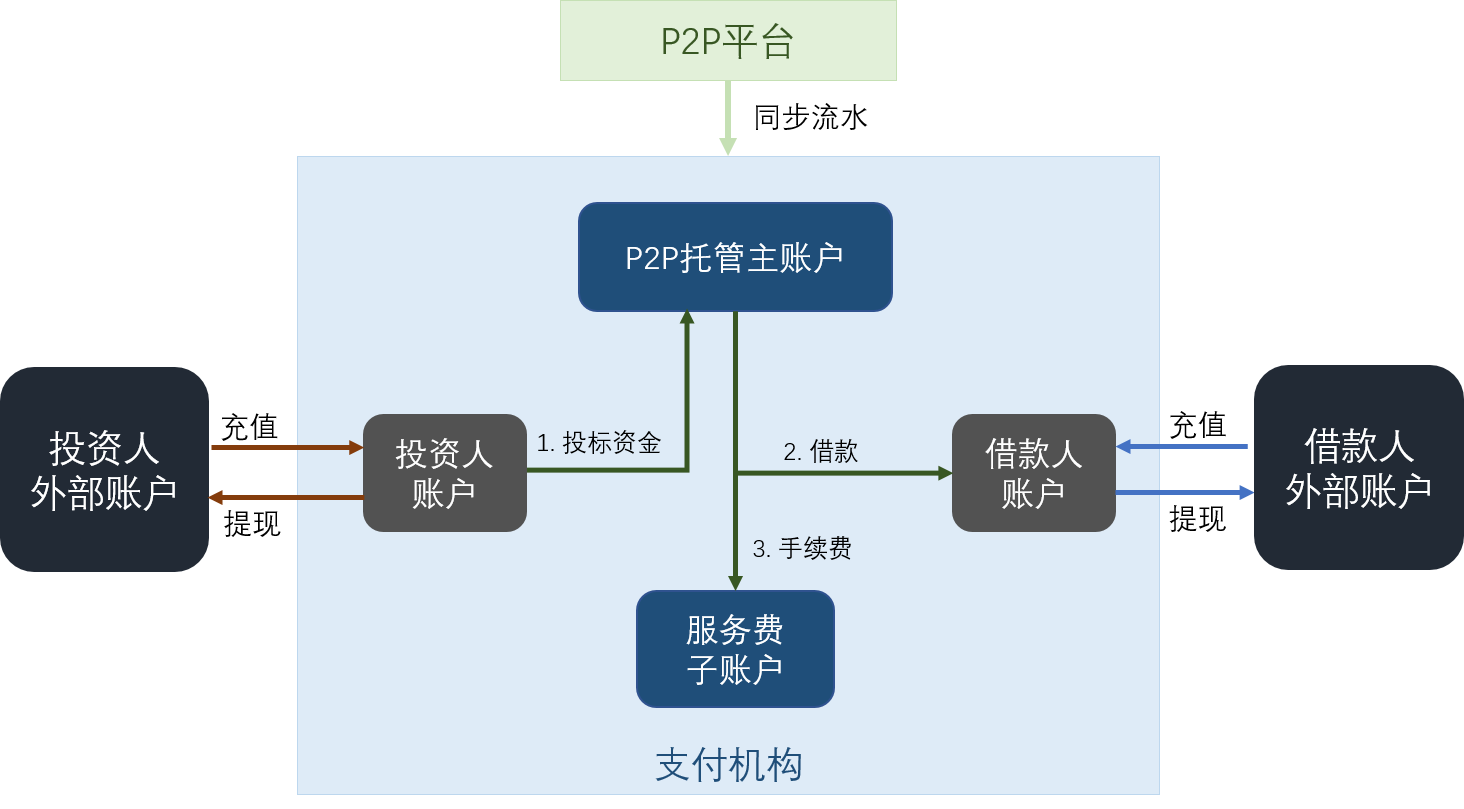 P2P平台
同步流水
P2P托管主账户
投资人
外部账户
充值
提现
投资人
账户
1. 投标资金
2. 借款
3. 手续费
借款人
账户
充值
提现
借款人
外部账户
服务费
子账户
支付机构